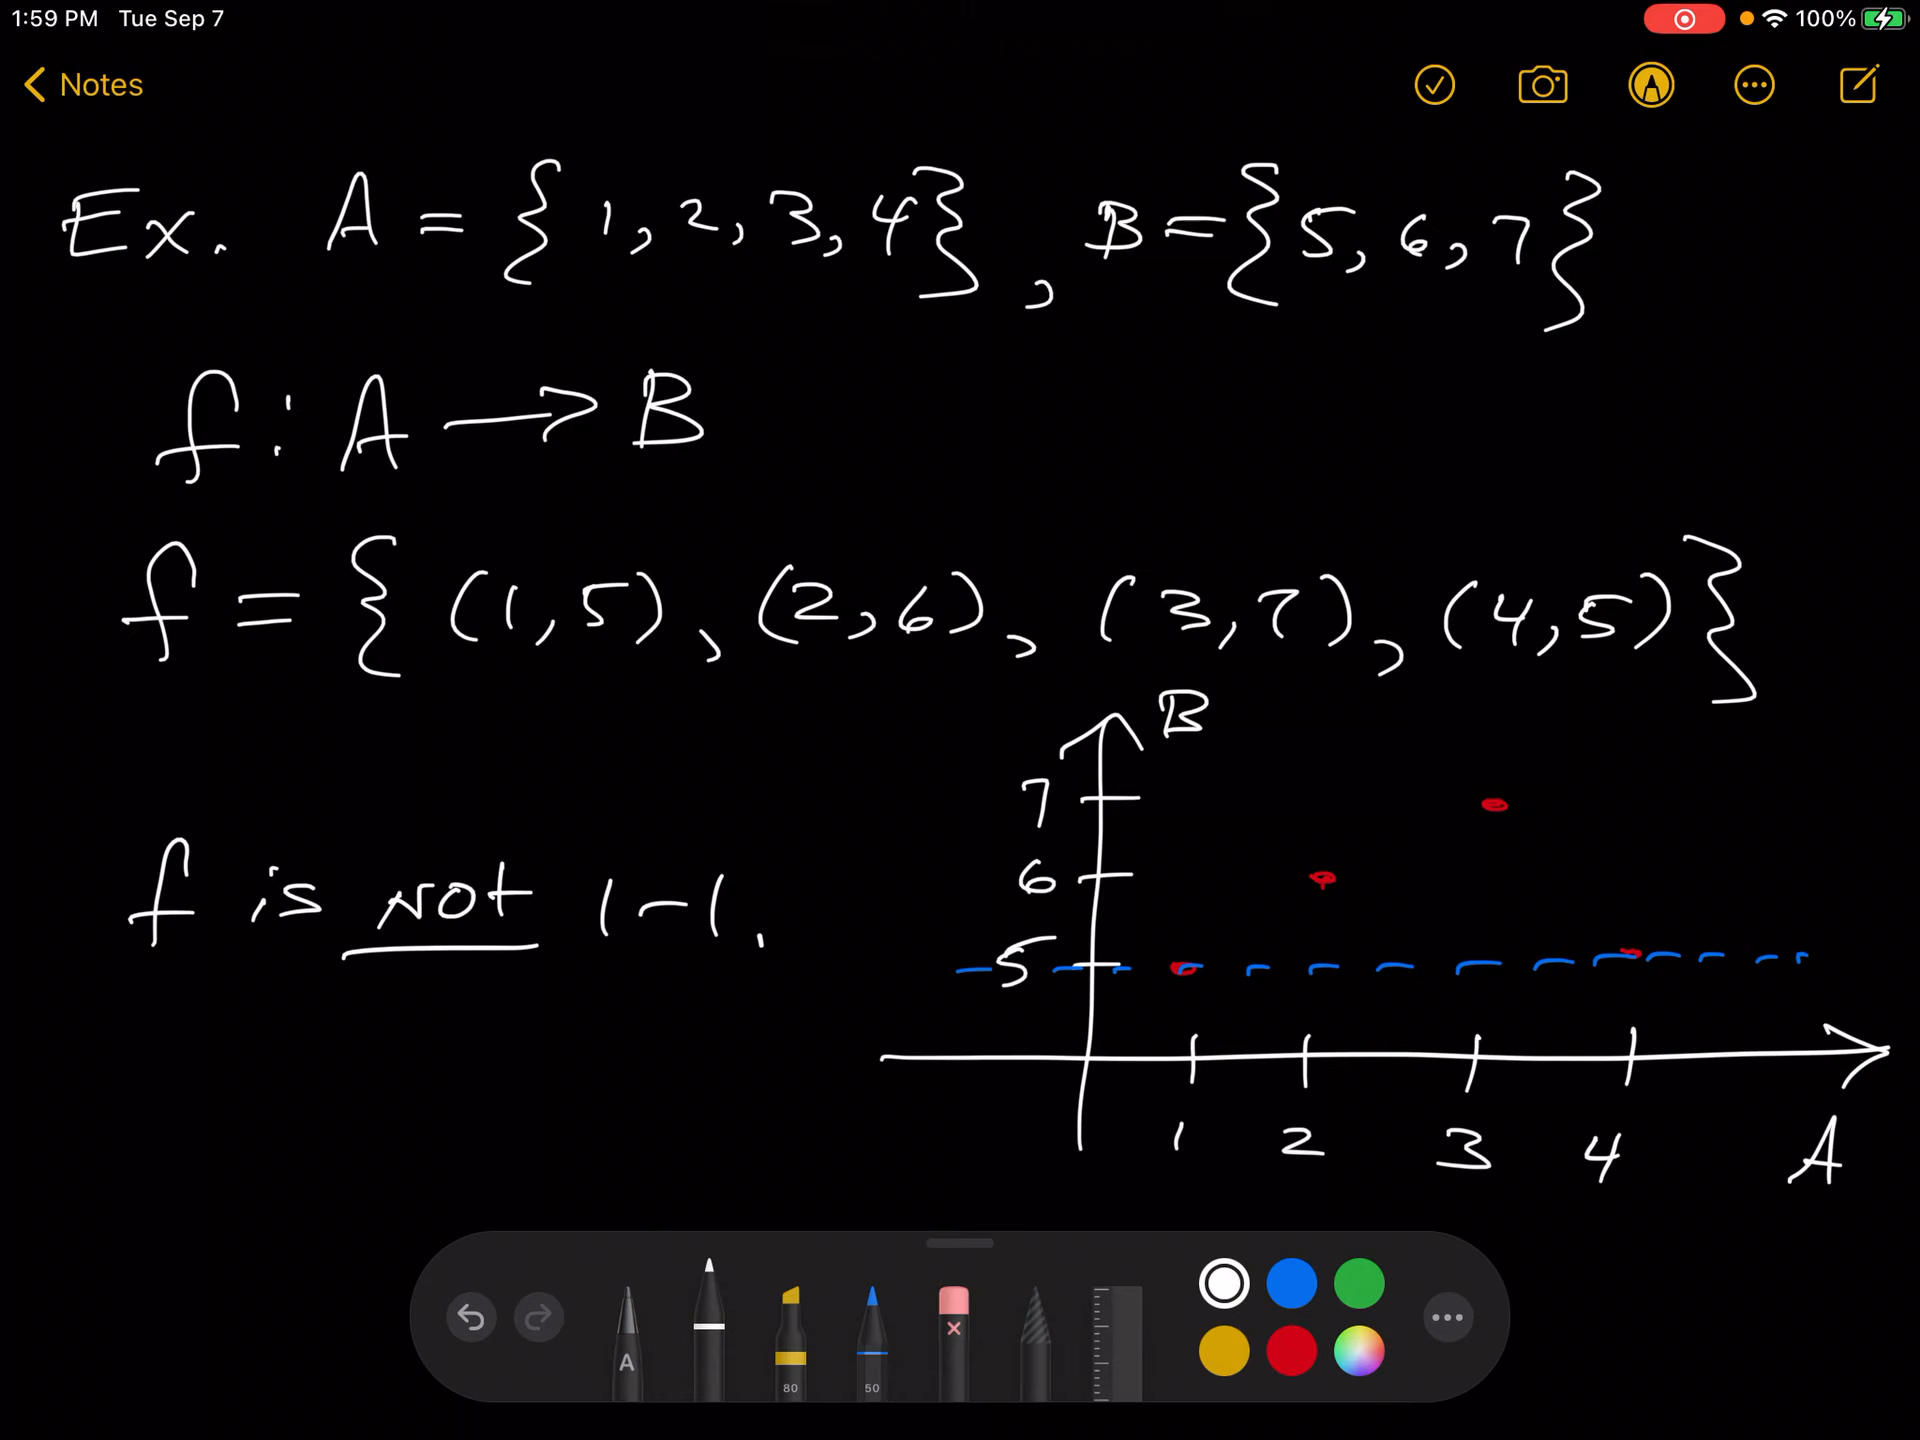 1:59 PM Tue Sep 7 100%
Notes
Ex. A = { 1, 2, 3, 4 }, B = { 5, 6, 7 }
f : A → B
f = { (1, 5), (2, 6), (3, 7), (4, 5) }
B
7
6
f is not 1-1.
5
1 2 3 4 A
A 80 50